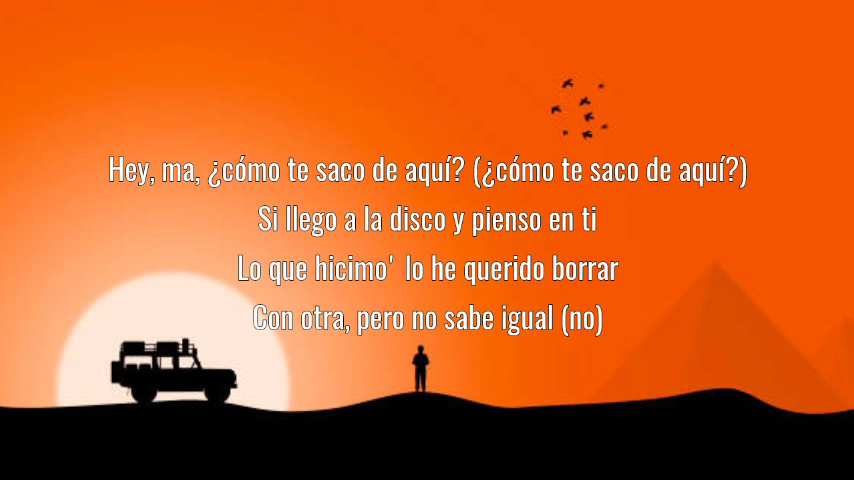 Hey, ma, ¿cómo te saco de aquí? (¿cómo te saco de aquí?)
Si llego a la disco y pienso en ti
Lo que hicimo' lo he querido borrar
Con otra, pero no sabe igual (no)